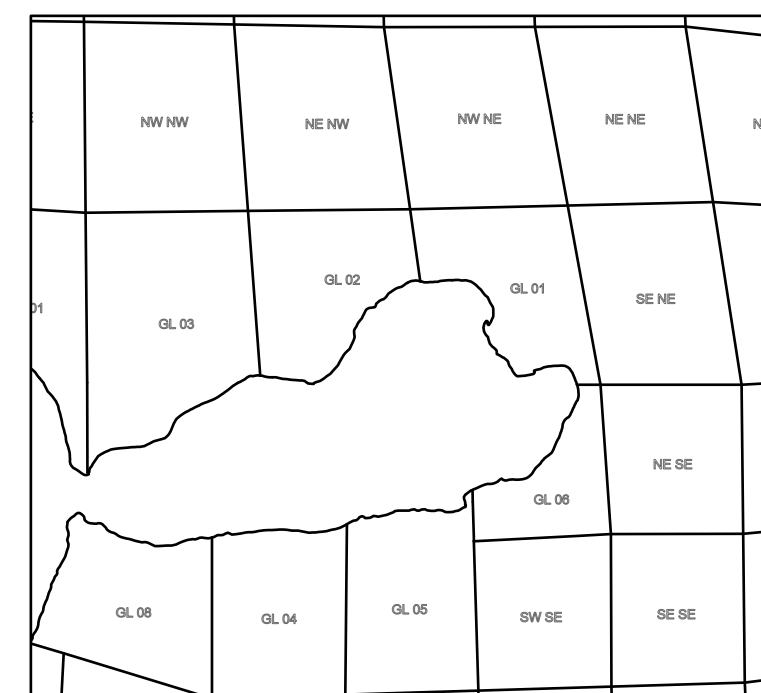 NW NW
NE NW
NW NE
NE NE
GL 02
GL 01
SE NE
GL 03
NE SE
GL 06
GL 08
GL 04
GL 05
SW SE
SE SE